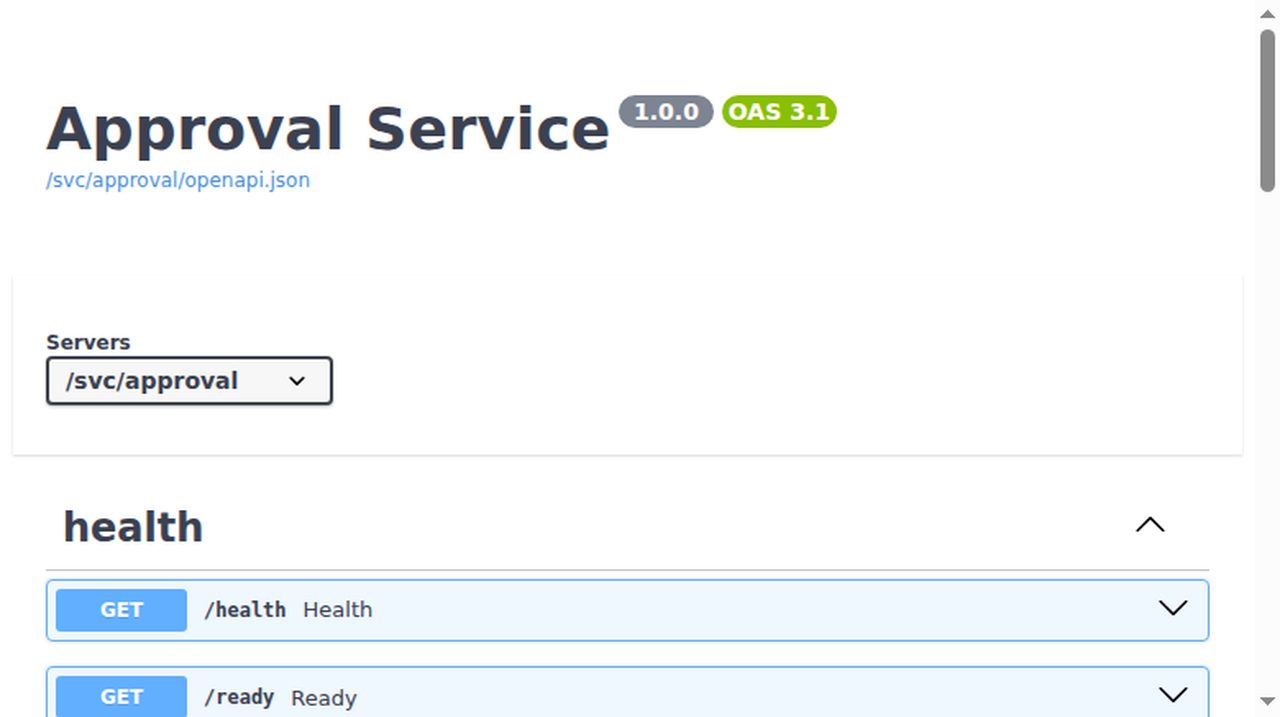 Approval Service 1.0.0 OAS 3.1
/svc/approval/openapi.json
Servers
/svc/approval
health
GET /health Health
GET /ready Ready